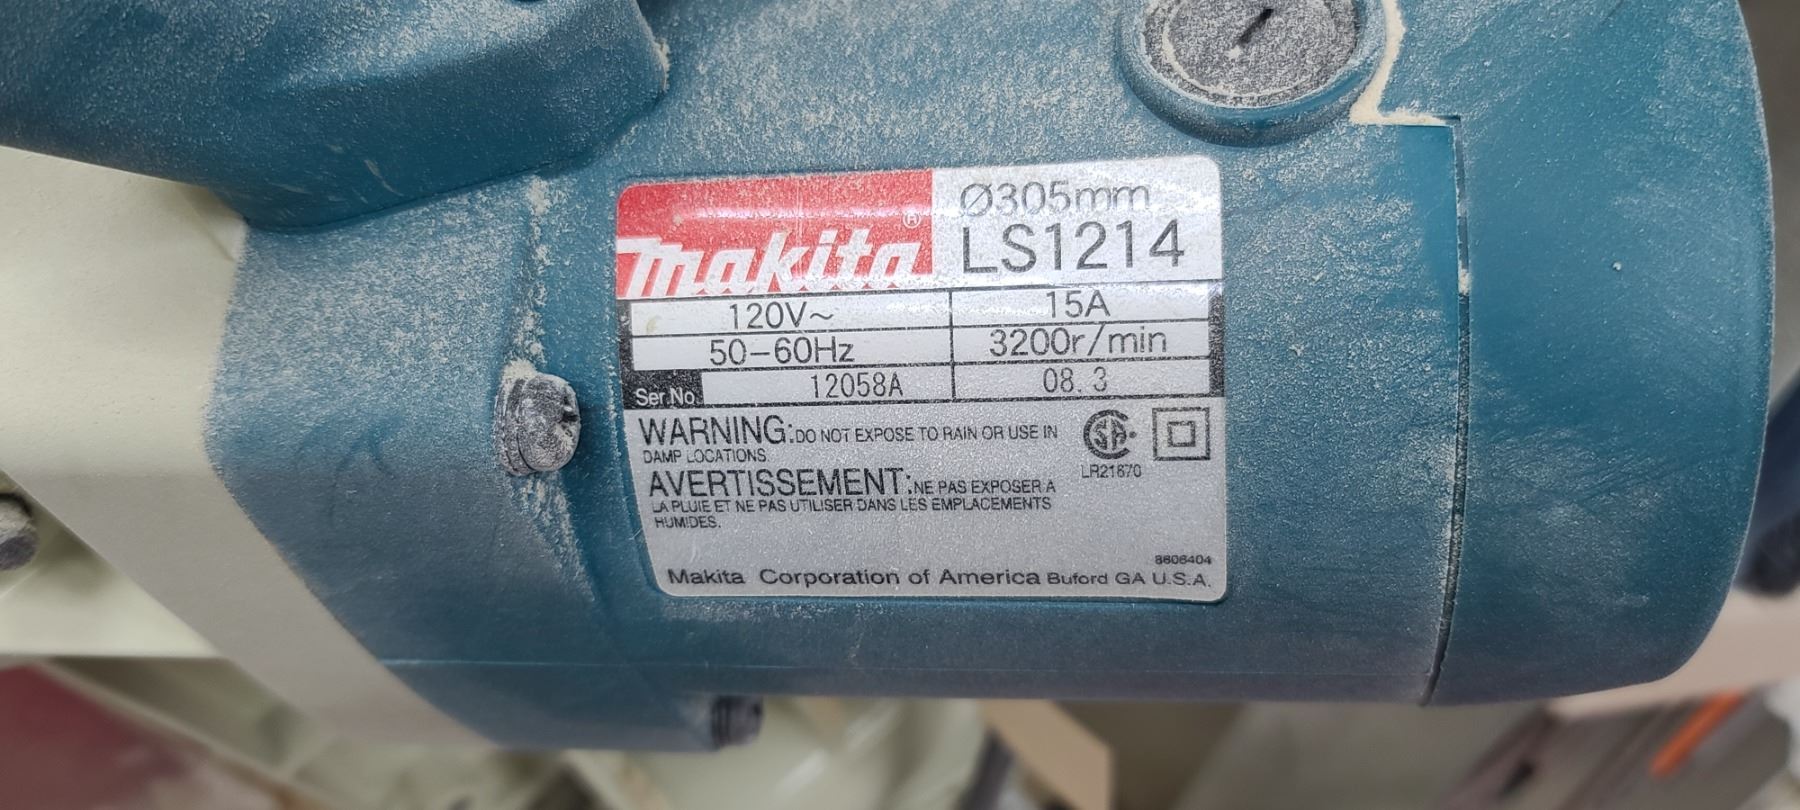 Makita®
Ø305mm
LS1214
120V~ 15A
50-60Hz 3200r/min
Ser No. 12058A 08. 3
WARNING: DO NOT EXPOSE TO RAIN OR USE IN
DAMP LOCATIONS.
AVERTISSEMENT: NE PAS EXPOSER A
LA PLUIE ET NE PAS UTILISER DANS LES EMPLACEMENTS
HUMIDES.
CSA
LR21670
8606404
Makita Corporation of America Buford GA U.S.A.